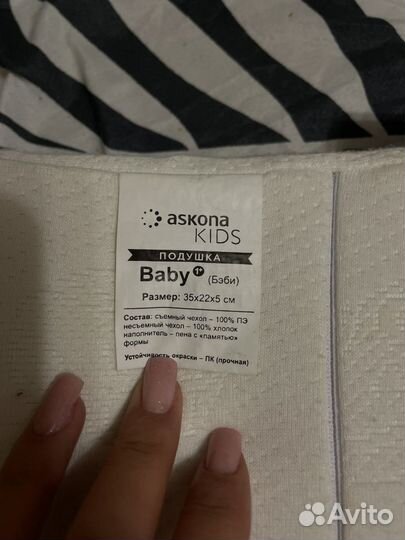 askona
KIDS
ПОДУШКА
Baby 1+ (Бэби)
Размер: 35x22x5 см
Состав: съемный чехол – 100% ПЭ
несъемный чехол – 100% хлопок
наполнитель – пена с «памятью»
формы
Устойчивость окраски – ПК (прочная)
Avito